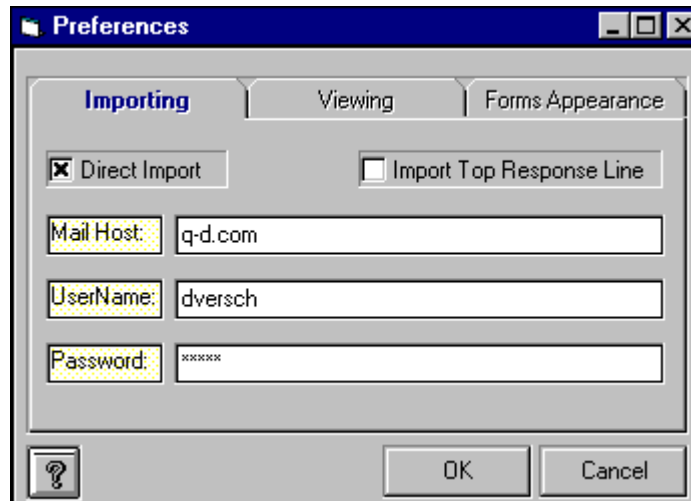 Preferences
Importing Viewing Forms Appearance
Direct Import Import Top Response Line
Mail Host: q-d.com
UserName: dversch
Password: *****
? OK Cancel